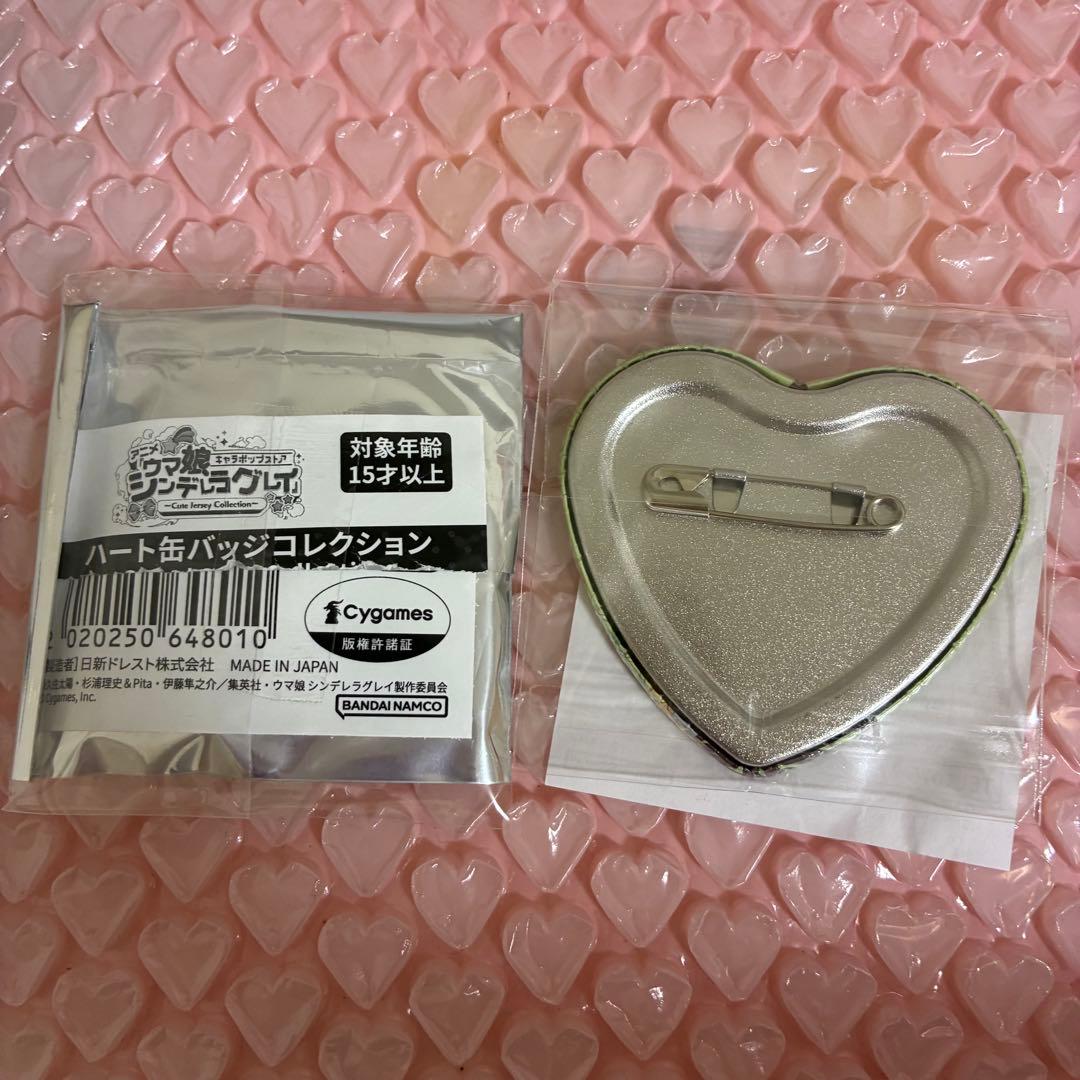 アニメ
ウマ娘
シンデレラグレイ
キャラポップストア
~Cute Jersey Collection~
対象年齢
15才以上
ハート缶バッジコレクション
020250 648010
Cygames
版権許諾証
製造者]日新ドレスト株式会社 MADE IN JAPAN
久住太陽・杉浦理史&Pita・伊藤隼之介/集英社・ウマ娘 シンデレラグレイ製作委員会
Cygames, Inc.
BANDAI NAMCO